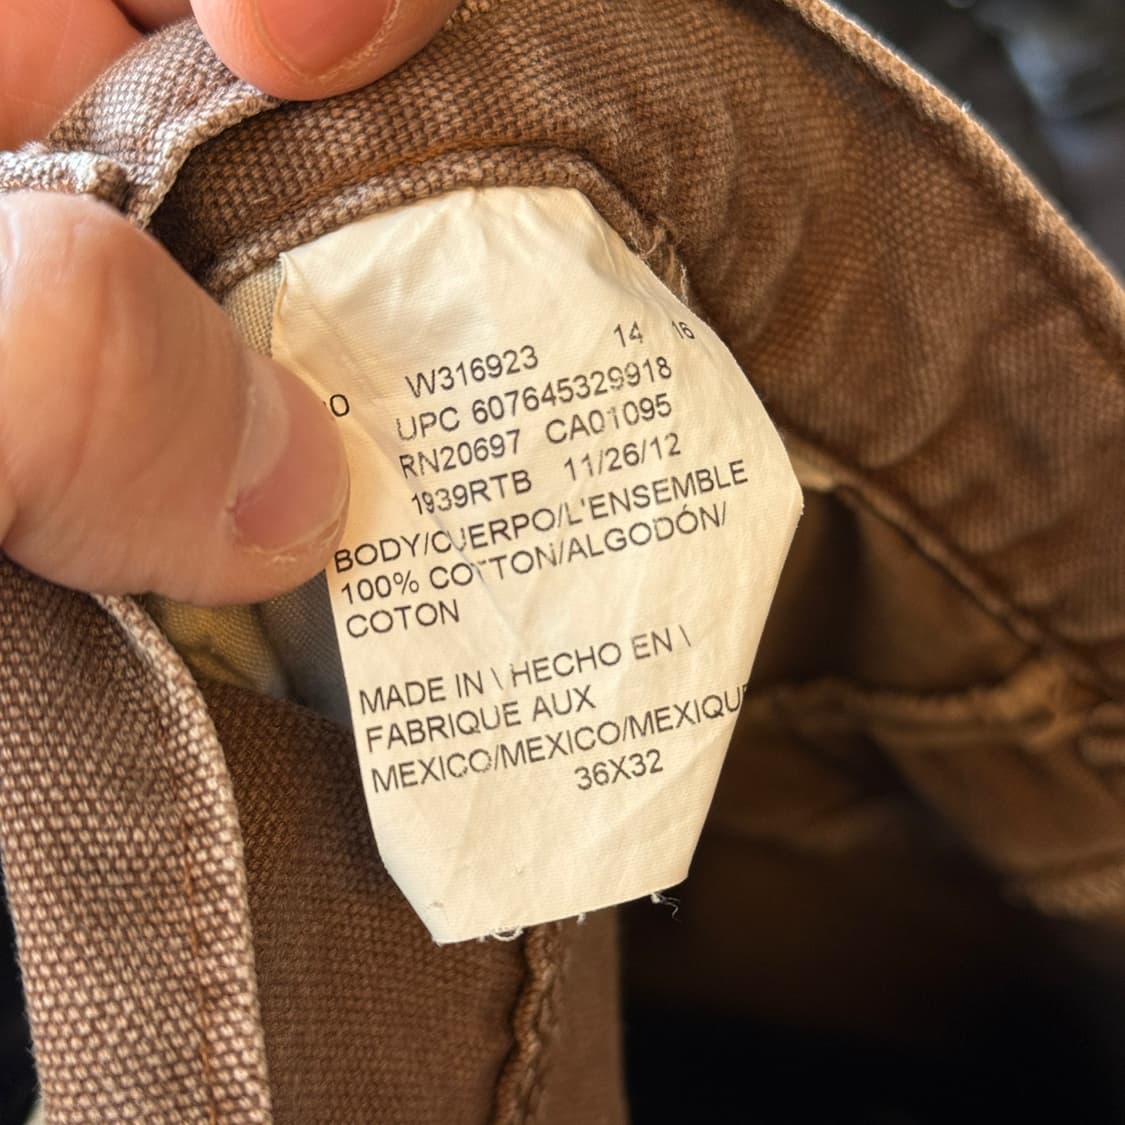 14 16
W316923
O
UPC 607645329918
RN20697 CA01095
1939RTB 11/26/12
BODY/CUERPO/L'ENSEMBLE
100% COTTON/ALGODÓN/
COTON
MADE IN \ HECHO EN \
FABRIQUE AUX
MEXICO/MEXICO/MEXIQUE
36X32